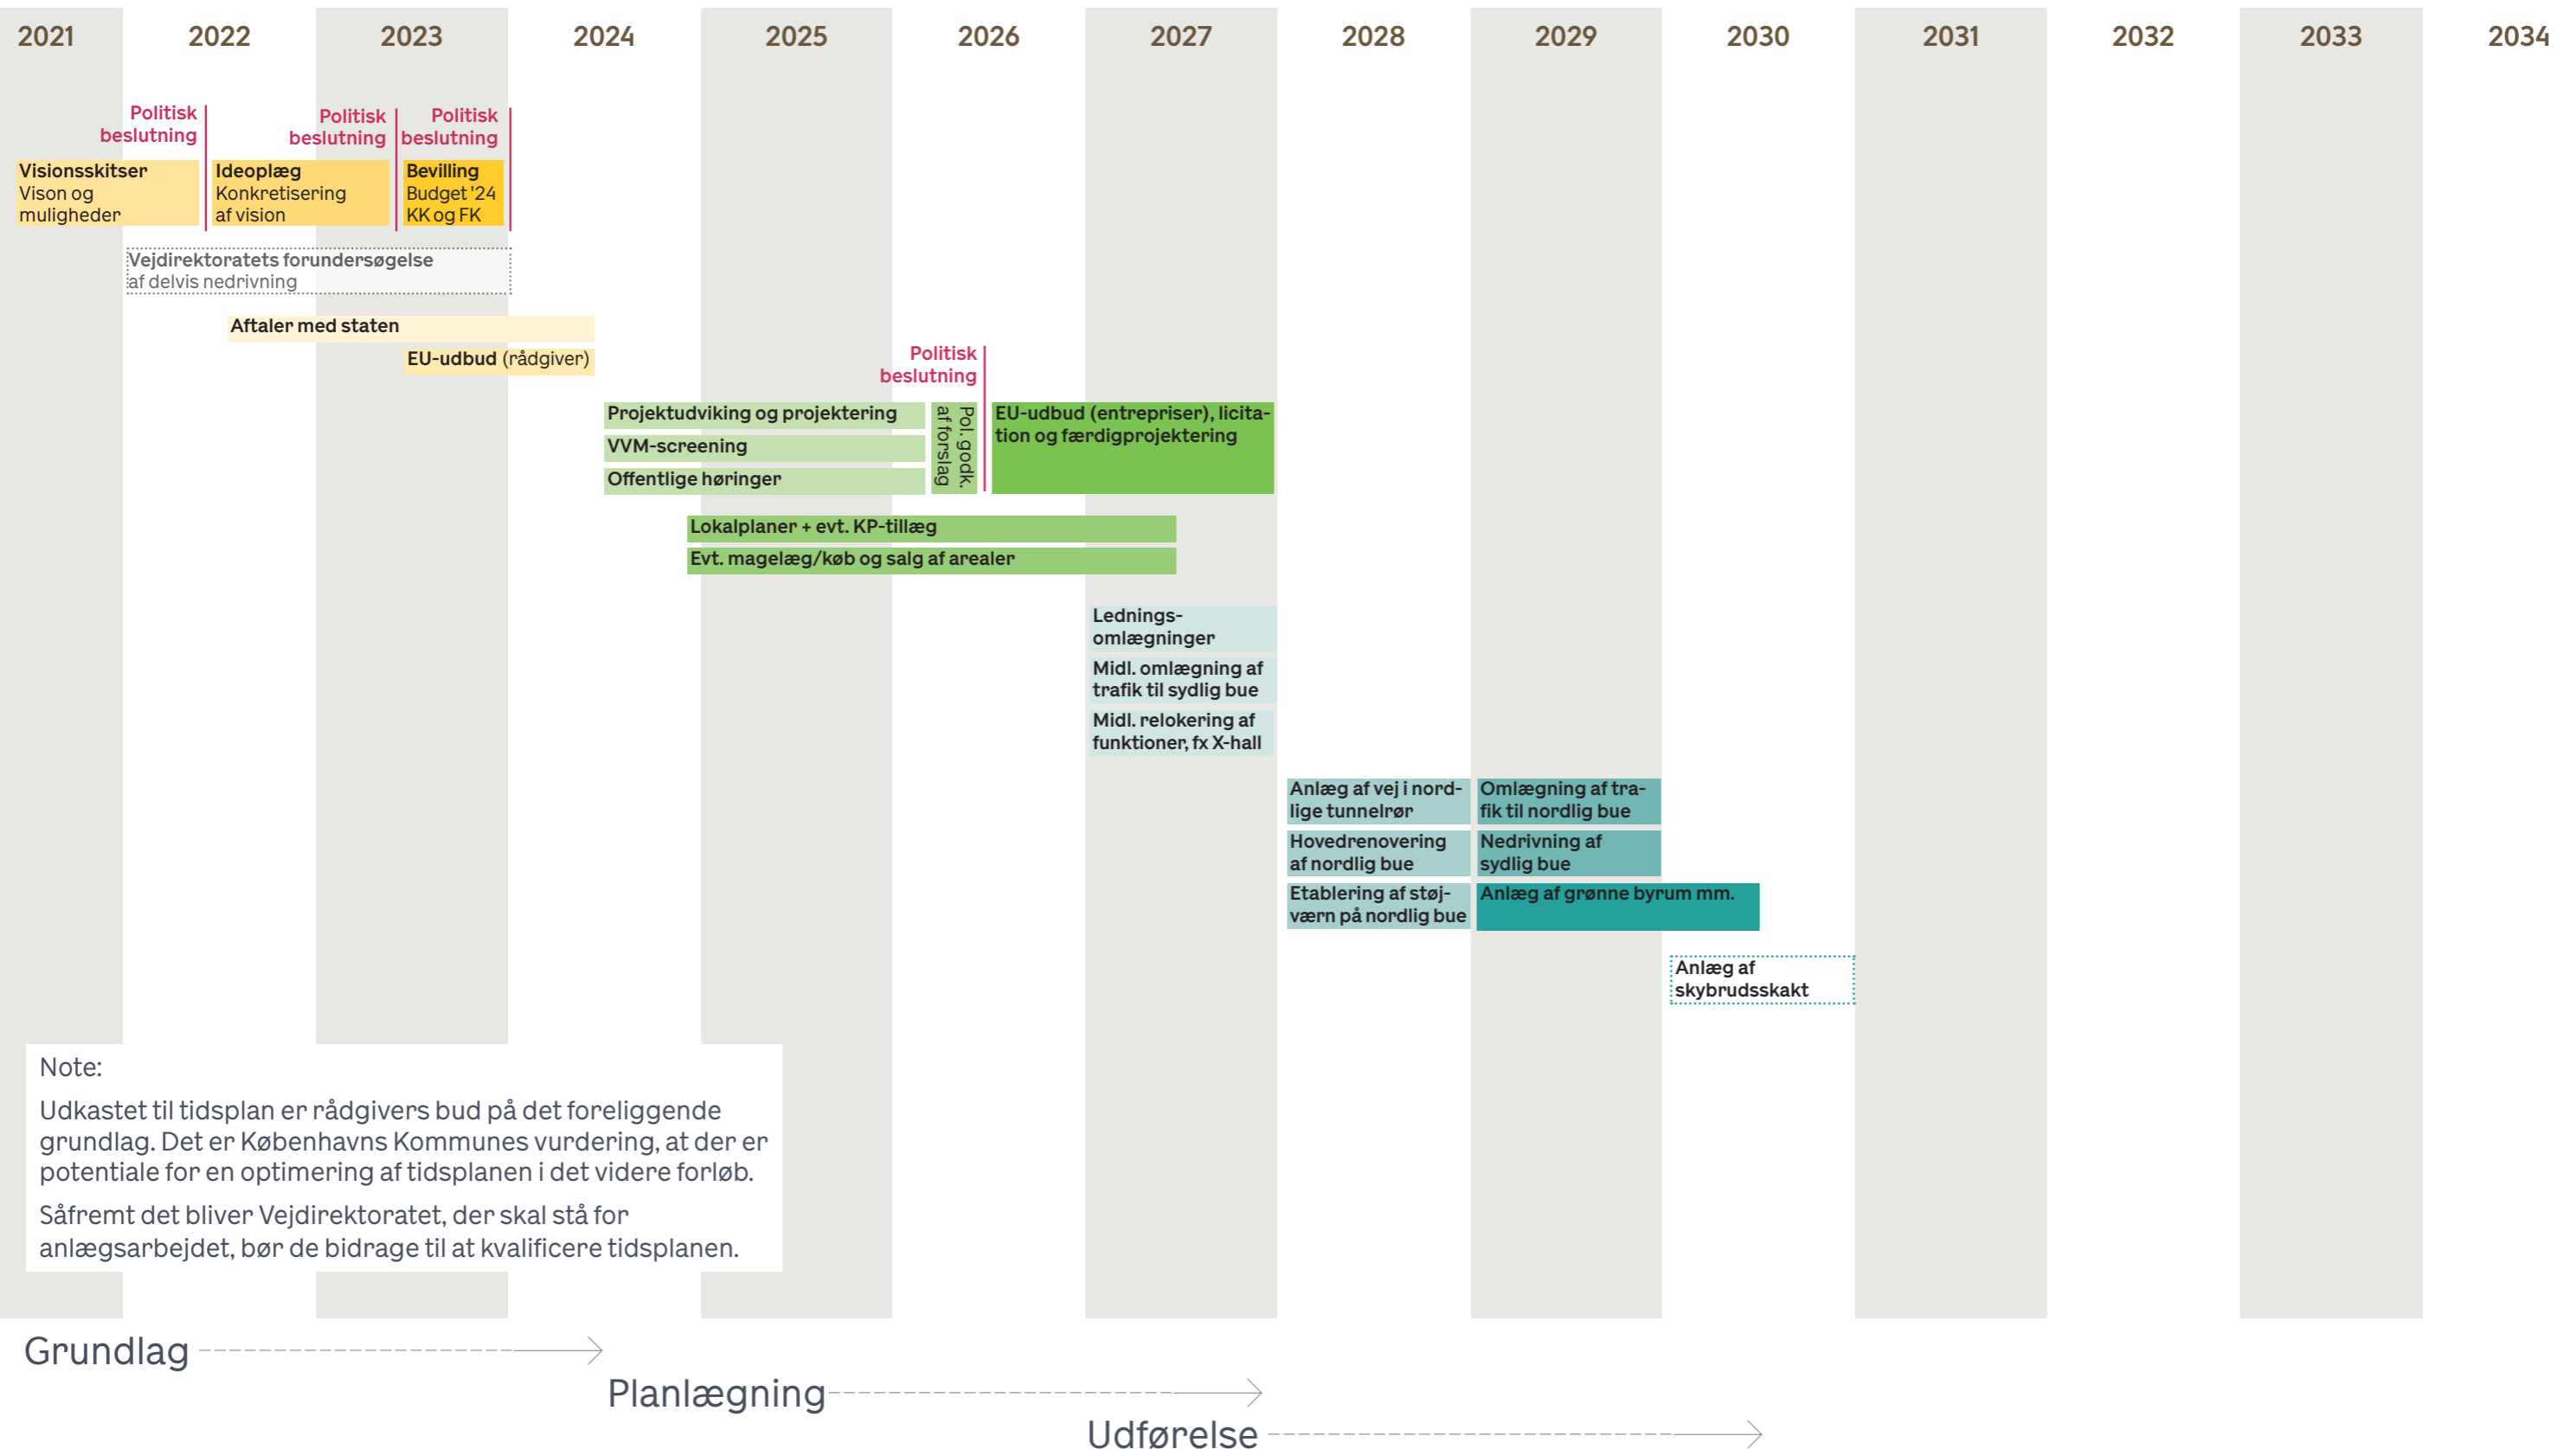 2021 2022 2023 2024 2025 2026 2027 2028 2029 2030 2031 2032 2033 2034
Politisk
beslutning
Politisk
beslutning
Politisk
beslutning
Visionsskitser
Vison og
muligheder
Ideoplæg
Konkretisering
af vision
Bevilling
Budget '24
KK og FK
Vejdirektoratets forundersøgelse
af delvis nedrivning
Aftaler med staten
EU-udbud (rådgiver)
Politisk
beslutning
Projektudviking og projektering
VVM-screening
Offentlige høringer
Pol. godk.
af forslag
EU-udbud (entrepriser), licita-
tion og færdigprojektering
Lokalplaner + evt. KP-tillæg
Evt. magelæg/køb og salg af arealer
Lednings-
omlægninger
Midl. omlægning af
trafik til sydlig bue
Midl. relokering af
funktioner, fx X-hall
Anlæg af vej i nord-
lige tunnelrør
Omlægning af tra-
fik til nordlig bue
Hovedrenovering
af nordlig bue
Nedrivning af
sydlig bue
Etablering af støj-
værn på nordlig bue
Anlæg af grønne byrum mm.
Anlæg af
skybrudsskakt
Note:
Udkastet til tidsplan er rådgivers bud på det foreliggende
grundlag. Det er Københavns Kommunes vurdering, at der er
potentiale for en optimering af tidsplanen i det videre forløb.
Såfremt det bliver Vejdirektoratet, der skal stå for
anlægsarbejdet, bør de bidrage til at kvalificere tidsplanen.
Grundlag
Planlægning
Udførelse